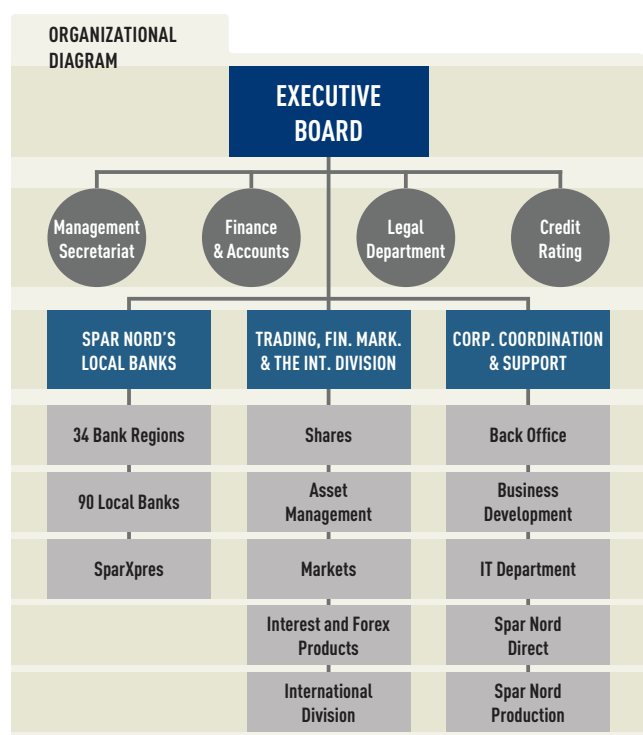 ORGANIZATIONAL
DIAGRAM
EXECUTIVE
BOARD
Management
Secretariat
Finance
& Accounts
Legal
Department
Credit
Rating
SPAR NORD'S
LOCAL BANKS
TRADING, FIN. MARK.
& THE INT. DIVISION
CORP. COORDINATION
& SUPPORT
34 Bank Regions
Shares
Back Office
90 Local Banks
Asset
Management
Business
Development
SparXpres
Markets
IT Department
Interest and Forex
Products
Spar Nord
Direct
International
Division
Spar Nord
Production